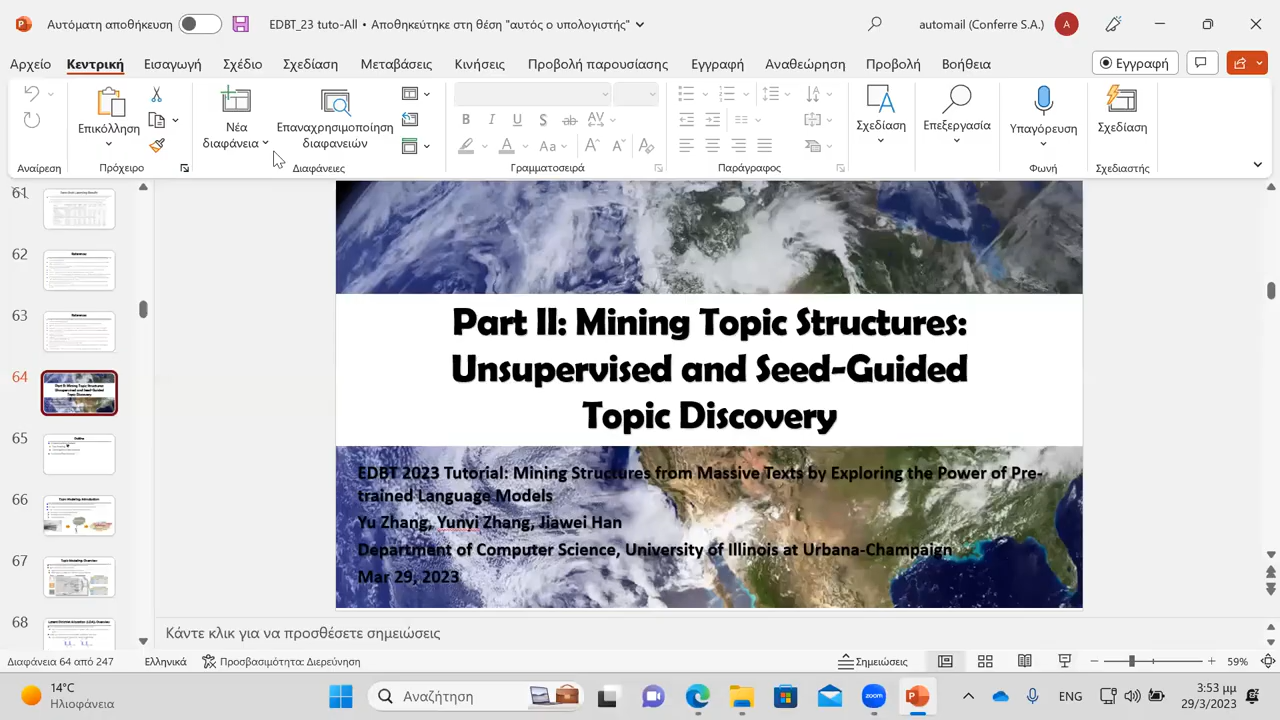 Αυτόματη αποθήκευση
EDBT_23 tuto-All • Αποθηκεύτηκε στη θέση "αυτός ο υπολογιστής"
automail (Conferre S.A.)
A
Αρχείο Κεντρική Εισαγωγή Σχέδιο Σχεδίαση Μεταβάσεις Κινήσεις Προβολή παρουσίασης Εγγραφή Αναθεώρηση Προβολή Βοήθεια
Εγγραφή
Επικόλληση
Νέα
διαφάνεια
Επαναχρησιμοποίηση
διαφανειών
Σχεδίαση
Επεξεργασία
Υπαγόρευση
Σχεδίαση
Αναίρεση Πρόχειρο Διαφάνειες Γραμματοσειρά Παράγραφος Φωνή Σχεδιαστής
61
62
References
63
References
64
65
Outline
66
67
68
Part II: Mining Topic Structures:
Unsupervised and Seed-Guided
Topic Discovery
EDBT 2023 Tutorial: Mining Structures from Massive Texts by Exploring the Power of Pre-
trained Language Models
Yu Zhang, Yunyi Zhang, Jiawei Han
Department of Computer Science, University of Illinois at Urbana-Champaign
Mar 29, 2023
Κάντε κλικ για να προσθέσετε σημειώσεις
Διαφάνεια 64 από 247
Ελληνικά
Προσβασιμότητα: Διερεύνηση
Σημειώσεις
59%
14°C
Ηλιοφάνεια
Αναζήτηση
zoom
ENG
3:53 μμ
29/3/2023